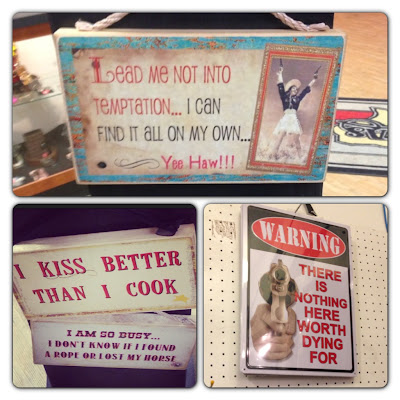 Lead me not into
temptation... I can
find it all on my own...
Yee Haw!!!
I KISS BETTER
THAN I COOK
I AM SO BUSY...
I DON'T KNOW IF I FOUND
A ROPE OR LOST MY HORSE
WARNING
THERE
IS
NOTHING
HERE
WORTH
DYING
FOR